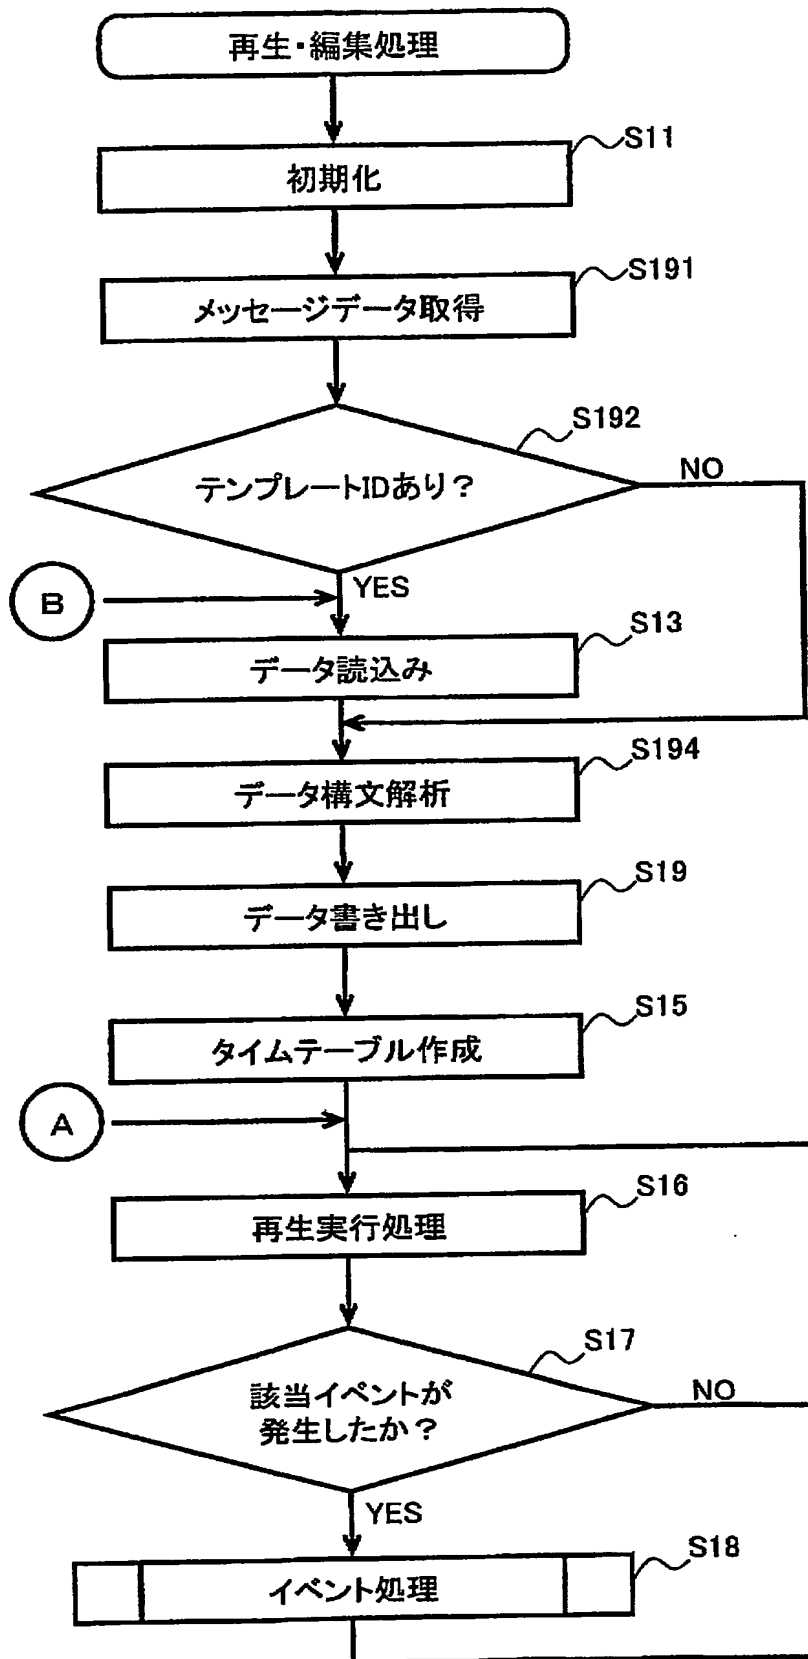 再生・編集処理
S11
初期化
S191
メッセージデータ取得
S192
テンプレートIDあり？
NO
YES
B
S13
データ読込み
S194
データ構文解析
S19
データ書き出し
S15
タイムテーブル作成
A
S16
再生実行処理
S17
該当イベントが
発生したか？
NO
YES
S18
イベント処理